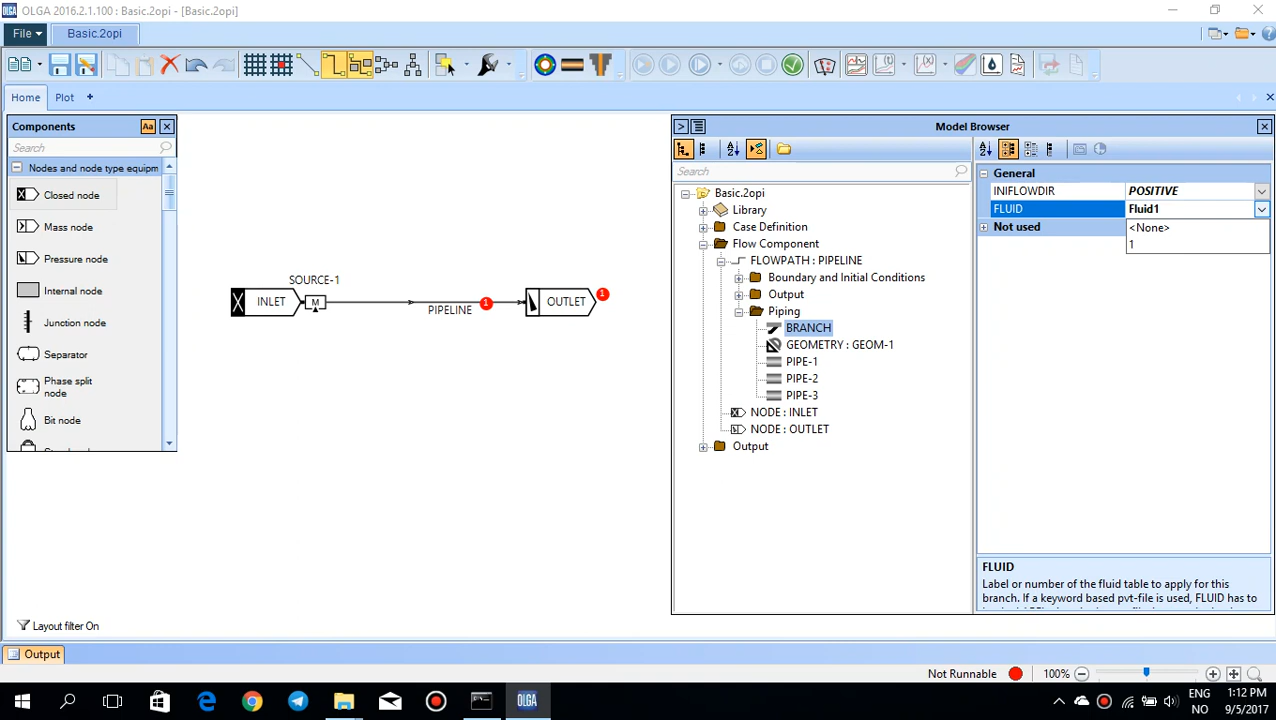 OLGA 2016.2.1.100 : Basic.2opi - [Basic.2opi]
File
Basic.2opi
Home
Plot
+
Components
Aa
Search
Nodes and node type equipm
Closed node
Mass node
Pressure node
Internal node
Junction node
Separator
Phase split
node
Bit node
SOURCE-1
INLET
M
PIPELINE
1
OUTLET
1
Model Browser
Search
Basic.2opi
Library
Case Definition
Flow Component
FLOWPATH : PIPELINE
Boundary and Initial Conditions
Output
Piping
BRANCH
GEOMETRY : GEOM-1
PIPE-1
PIPE-2
PIPE-3
NODE : INLET
NODE : OUTLET
Output
General
INIFLOWDIR POSITIVE
FLUID Fluid1
Not used
<None>
1
FLUID
Label or number of the fluid table to apply for this
branch. If a keyword based pvt-file is used, FLUID has to
Layout filter On
Output
Not Runnable
100%
OLGA
ENG
NO
1:12 PM
9/5/2017